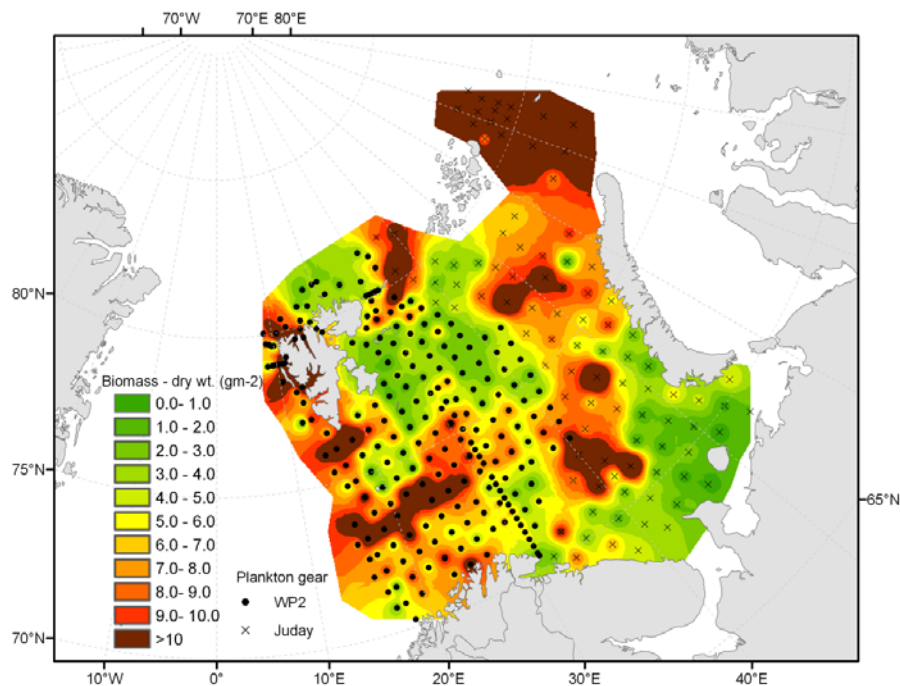 70°W 70°E 80°E
80°N
75°N
70°N
65°N
Biomass - dry wt. (gm-2)
0.0- 1.0
1.0 - 2.0
2.0 - 3.0
3.0 - 4.0
4.0 - 5.0
5.0 - 6.0
6.0 - 7.0
7.0- 8.0
8.0- 9.0
9.0- 10.0
>10
Plankton gear
WP2
Juday
10°W 0° 10°E 20°E 30°E 40°E